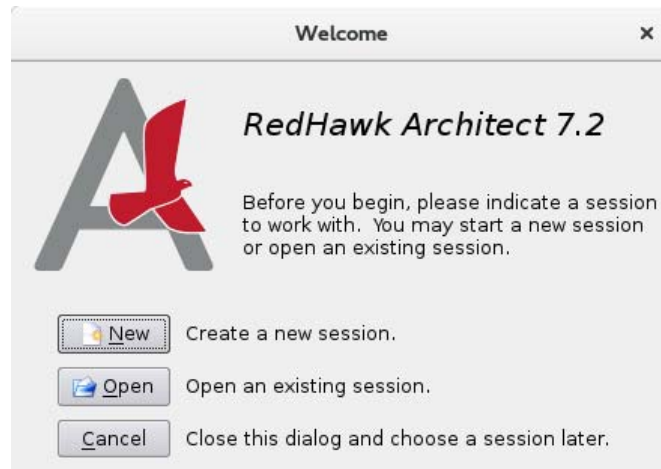 Welcome
RedHawk Architect 7.2
Before you begin, please indicate a session
to work with. You may start a new session
or open an existing session.
New Create a new session.
Open Open an existing session.
Cancel Close this dialog and choose a session later.